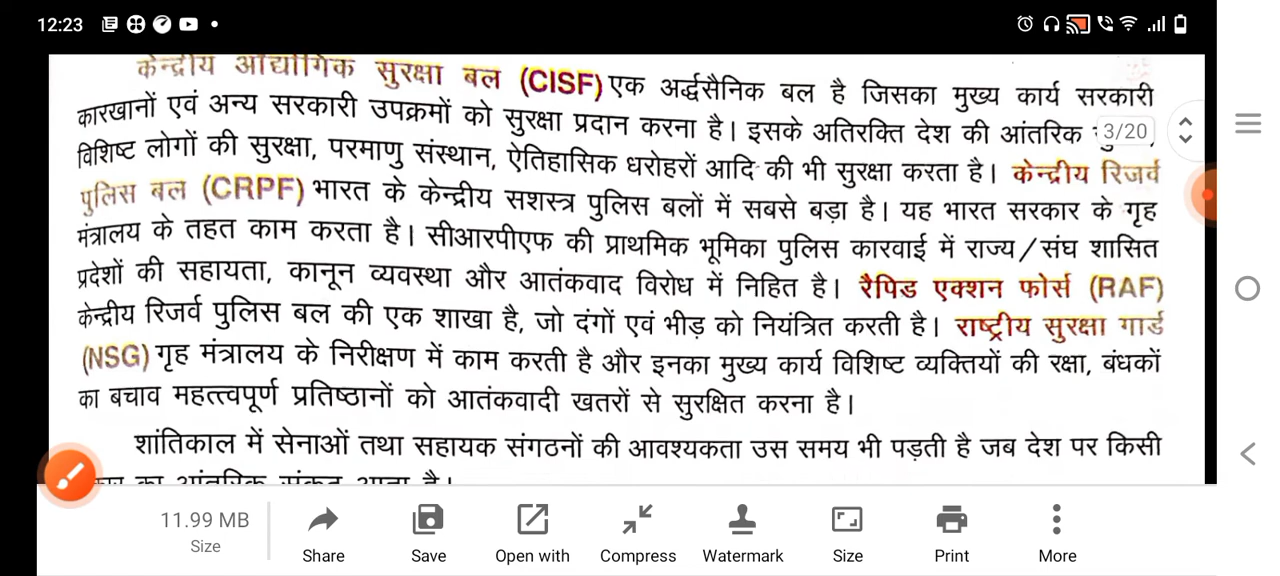 12:23
केन्द्रीय औद्योगिक सुरक्षा बल (CISF) एक अर्द्धसैनिक बल है जिसका मुख्य कार्य सरकारी
कारखानों एवं अन्य सरकारी उपक्रमों को सुरक्षा प्रदान करना है। इसके अतिरक्ति देश की आंतरिक
3/20
विशिष्ट लोगों की सुरक्षा, परमाणु संस्थान, ऐतिहासिक धरोहरों आदि की भी सुरक्षा करता है। केन्द्रीय रिजर्व
पुलिस बल (CRPF) भारत के केन्द्रीय सशस्त्र पुलिस बलों में सबसे बड़ा है। यह भारत सरकार के गृह
मंत्रालय के तहत काम करता है। सीआरपीएफ की प्राथमिक भूमिका पुलिस कारवाई में राज्य/संघ शासित
प्रदेशों की सहायता, कानून व्यवस्था और आतंकवाद विरोध में निहित है। रैपिड एक्शन फोर्स (RAF)
केन्द्रीय रिजर्व पुलिस बल की एक शाखा है, जो दंगों एवं भीड़ को नियंत्रित करती है। राष्ट्रीय सुरक्षा गार्ड
(NSG) गृह मंत्रालय के निरीक्षण में काम करती है और इनका मुख्य कार्य विशिष्ट व्यक्तियों की रक्षा, बंधकों
का बचाव महत्त्वपूर्ण प्रतिष्ठानों को आतंकवादी खतरों से सुरक्षित करना है।
शांतिकाल में सेनाओं तथा सहायक संगठनों की आवश्यकता उस समय भी पड़ती है जब देश पर किसी
का आंतरिक संकट आता है।
11.99 MB
Size
Share
Save
Open with
Compress
Watermark
Size
Print
More